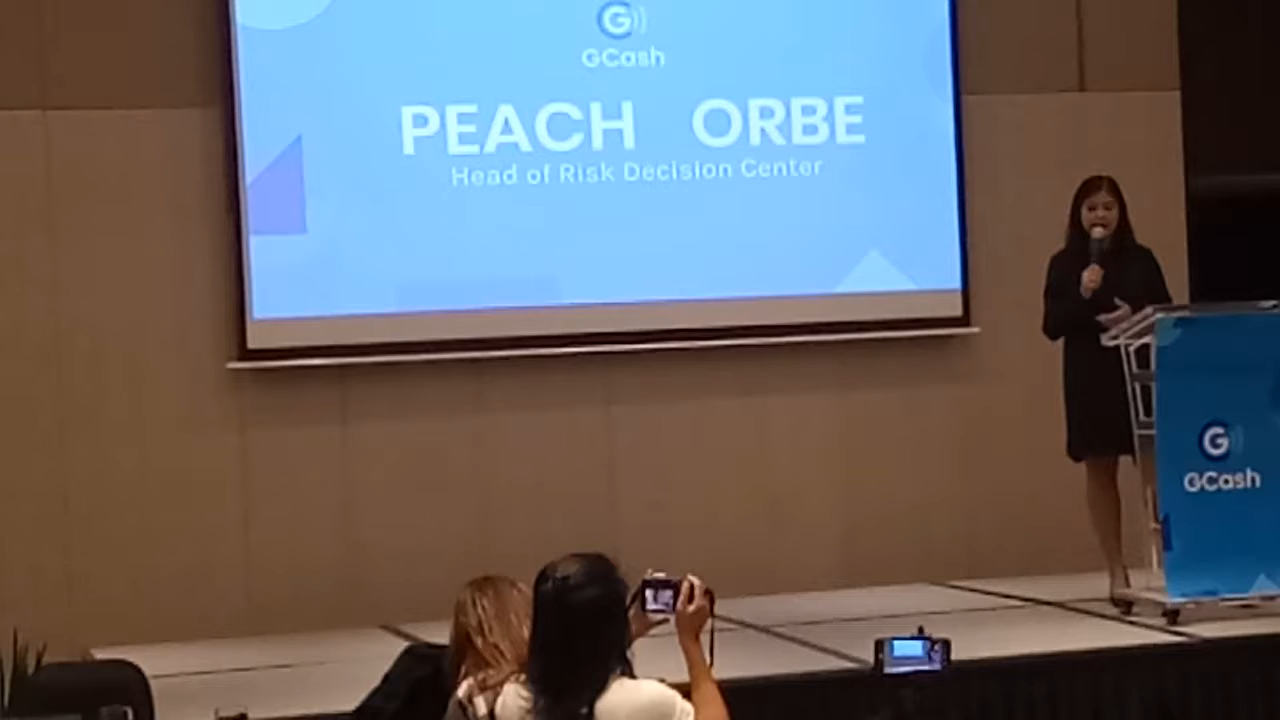 G
GCash
PEACH ORBE
Head of Risk Decision Center
G
GCash